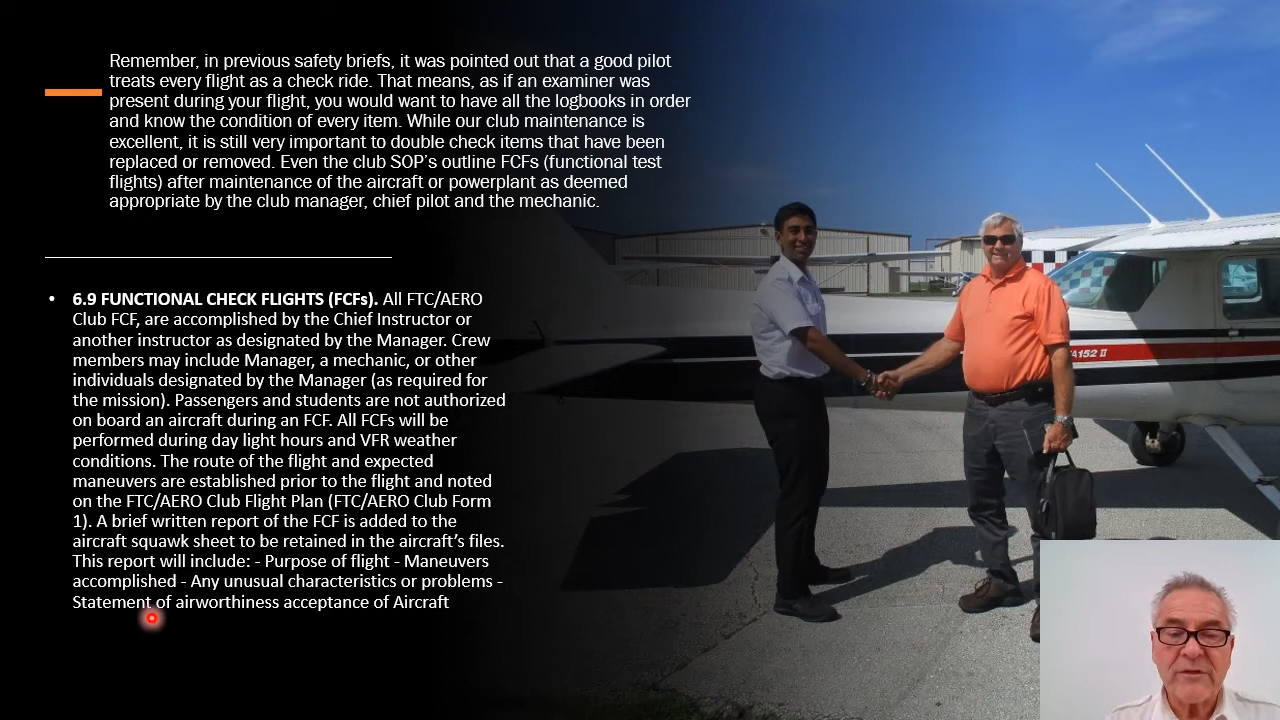 Remember, in previous safety briefs, it was pointed out that a good pilot
treats every flight as a check ride. That means, as if an examiner was
present during your flight, you would want to have all the logbooks in order
and know the condition of every item. While our club maintenance is
excellent, it is still very important to double check items that have been
replaced or removed. Even the club SOP's outline FCFs (functional test
flights) after maintenance of the aircraft or powerplant as deemed
appropriate by the club manager, chief pilot and the mechanic.
• 6.9 FUNCTIONAL CHECK FLIGHTS (FCFs). All FTC/AERO
Club FCF, are accomplished by the Chief Instructor or
another instructor as designated by the Manager. Crew
members may include Manager, a mechanic, or other
individuals designated by the Manager (as required for
the mission). Passengers and students are not authorized
on board an aircraft during an FCF. All FCFs will be
performed during day light hours and VFR weather
conditions. The route of the flight and expected
maneuvers are established prior to the flight and noted
on the FTC/AERO Club Flight Plan (FTC/AERO Club Form
1). A brief written report of the FCF is added to the
aircraft squawk sheet to be retained in the aircraft's files.
This report will include: - Purpose of flight - Maneuvers
accomplished - Any unusual characteristics or problems -
Statement of airworthiness acceptance of Aircraft
A152 II